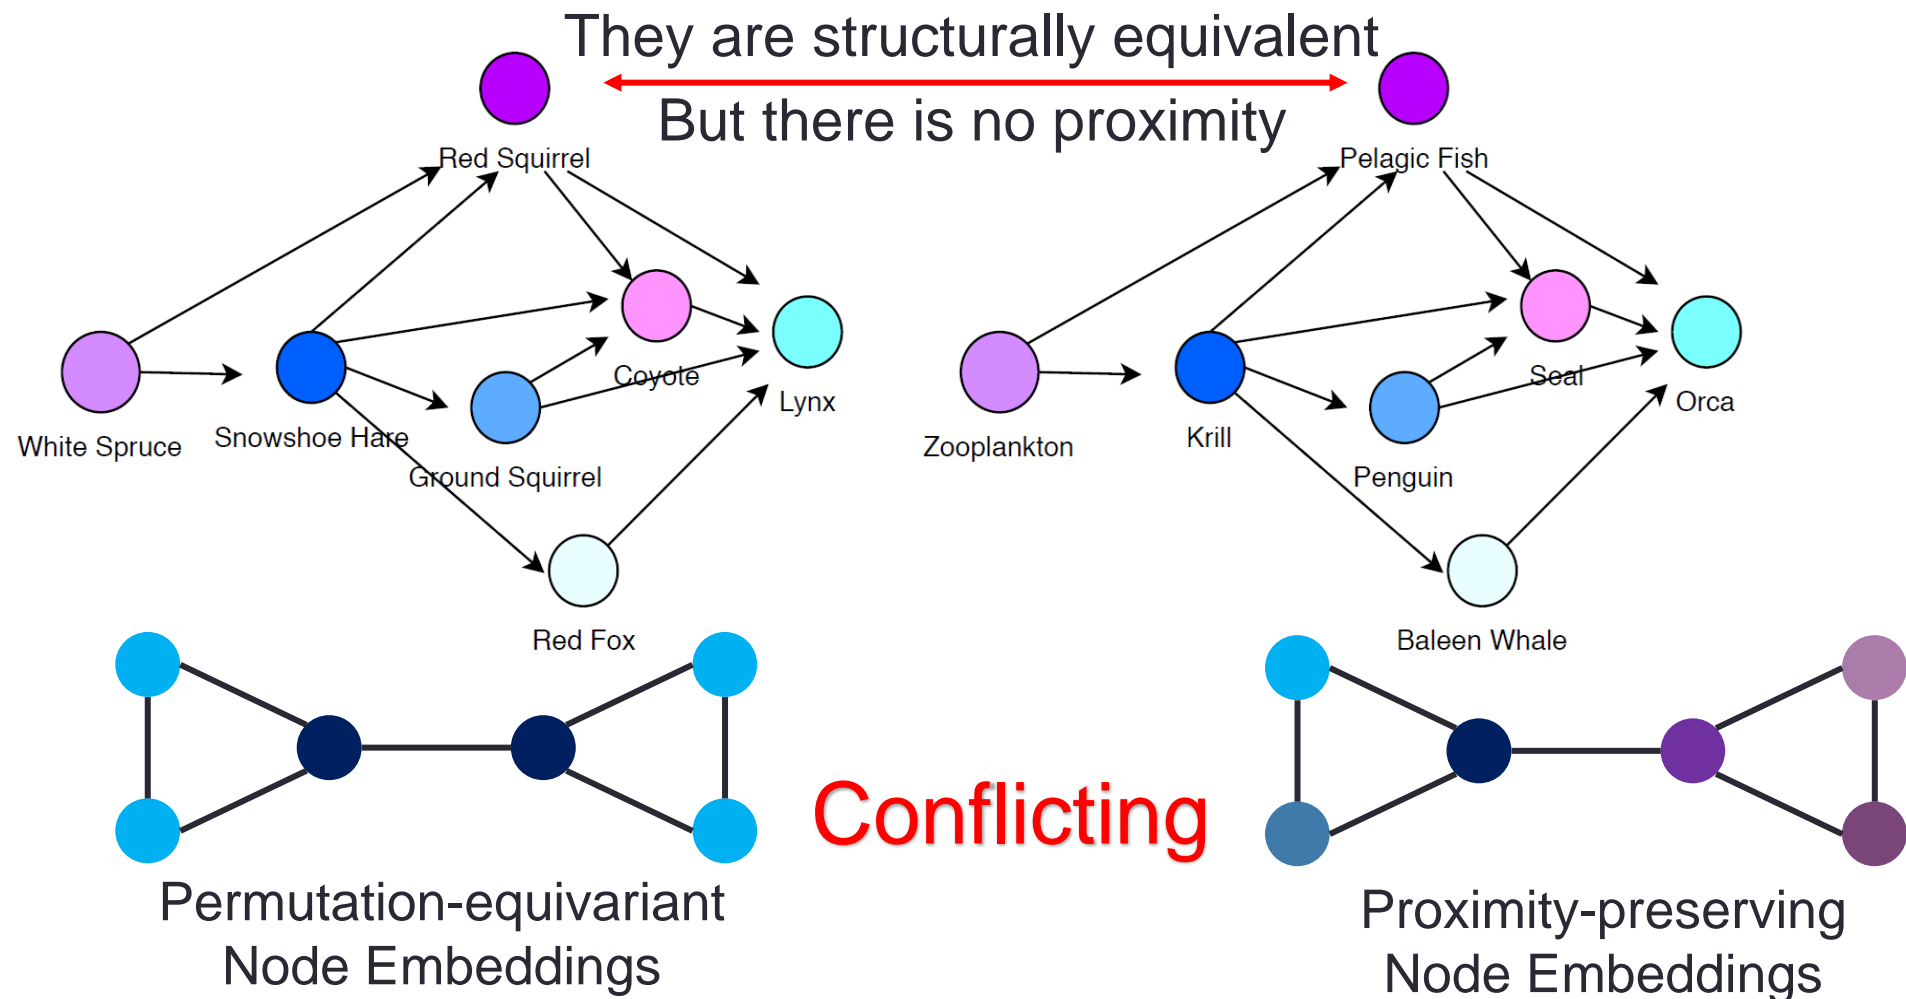 They are structurally equivalent
But there is no proximity
Red Squirrel
Pelagic Fish
Coyote
Seal
Lynx
Orca
White Spruce
Snowshoe Hare
Ground Squirrel
Zooplankton
Krill
Penguin
Red Fox
Baleen Whale
Conflicting
Permutation-equivariant
Node Embeddings
Proximity-preserving
Node Embeddings